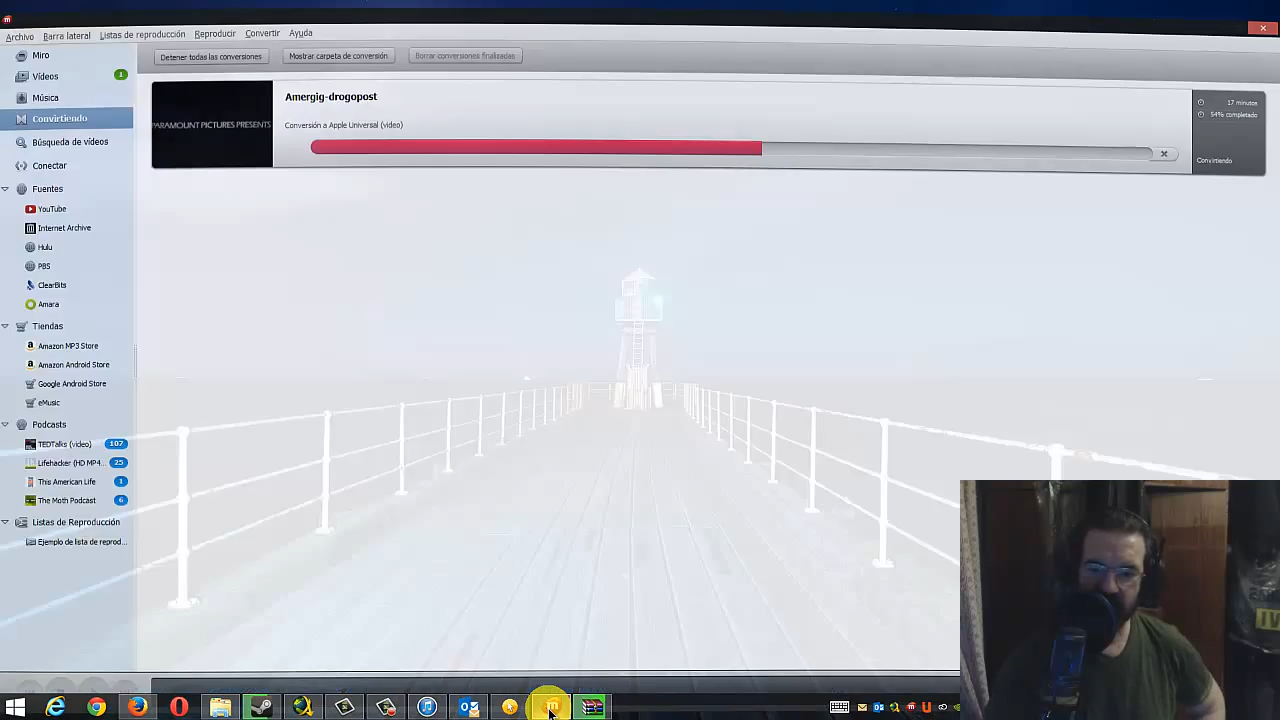 Archivo Barra lateral Listas de reproducción Reproducir Convertir Ayuda
Miro
Vídeos 1
Música
Convirtiendo
Búsqueda de vídeos
Conectar
Fuentes
YouTube
Internet Archive
Hulu
PBS
ClearBits
Amara
Tiendas
Amazon MP3 Store
Amazon Android Store
Google Android Store
eMusic
Podcasts
TEDTalks (video) 107
Lifehacker (HD MP4... 25
This American Life 1
The Moth Podcast 6
Listas de Reproducción
Ejemplo de lista de reprod...
Detener todas las conversiones Mostrar carpeta de conversión Borrar conversiones finalizadas
PARAMOUNT PICTURES PRESENTS
Amergig-drogopost
Conversión a Apple Universal (video)
17 minutos
54% completado
Convirtiendo